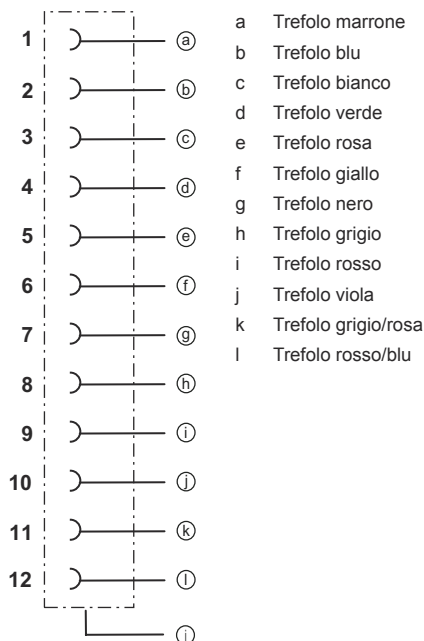 1 a
2 b
3 c
4 d
5 e
6 f
7 g
8 h
9 i
10 j
11 k
12 l
i
a Trefolo marrone
b Trefolo blu
c Trefolo bianco
d Trefolo verde
e Trefolo rosa
f Trefolo giallo
g Trefolo nero
h Trefolo grigio
i Trefolo rosso
j Trefolo viola
k Trefolo grigio/rosa
l Trefolo rosso/blu